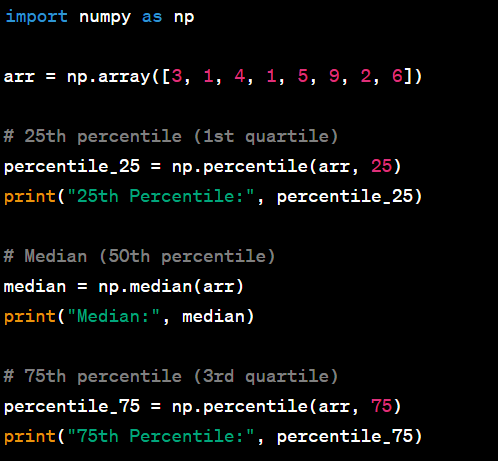 import numpy as np
arr = np.array([3, 1, 4, 1, 5, 9, 2, 6])
# 25th percentile (1st quartile)
percentile_25 = np.percentile(arr, 25)
print("25th Percentile:", percentile_25)
# Median (50th percentile)
median = np.median(arr)
print("Median:", median)
# 75th percentile (3rd quartile)
percentile_75 = np.percentile(arr, 75)
print("75th Percentile:", percentile_75)